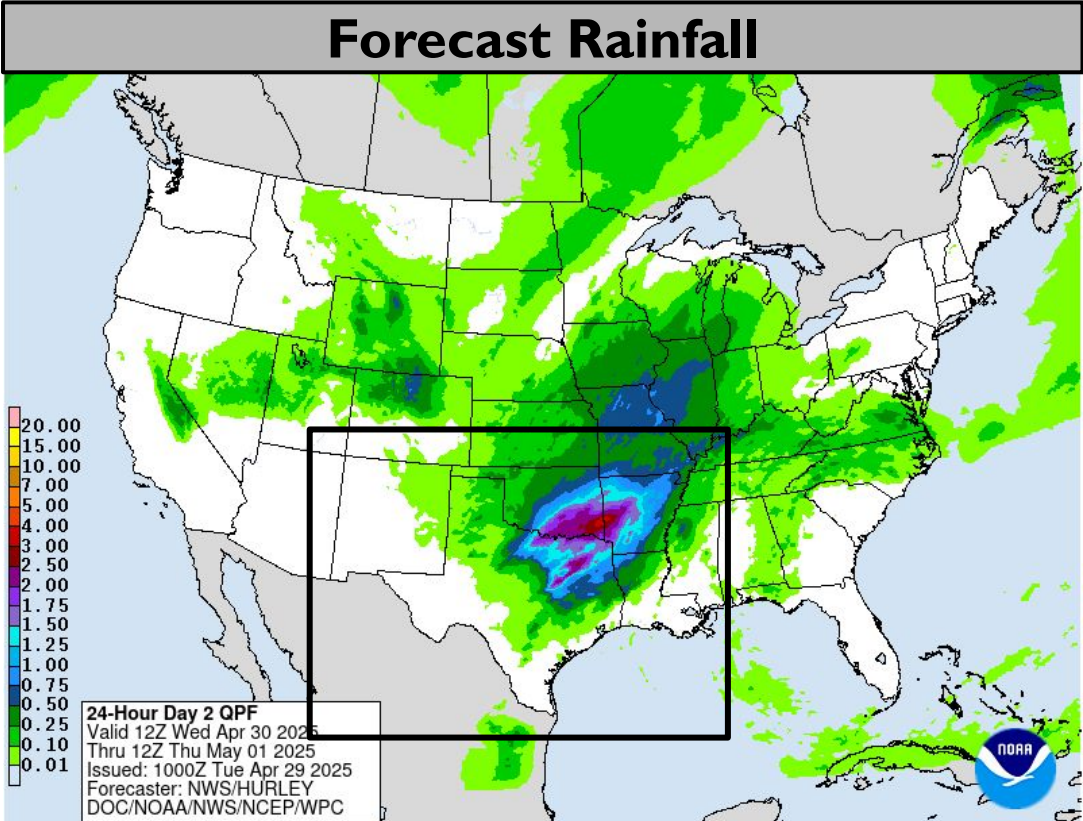 Forecast Rainfall
20.00
15.00
10.00
7.00
5.00
4.00
3.00
2.50
2.00
1.75
1.50
1.25
1.00
0.75
0.50
0.25
0.10
0.01
24-Hour Day 2 QPF
Valid 12Z Wed Apr 30 2025
Thru 12Z Thu May 01 2025
Issued: 1000Z Tue Apr 29 2025
Forecaster: NWS/HURLEY
DOC/NOAA/NWS/NCEP/WPC
NOAA